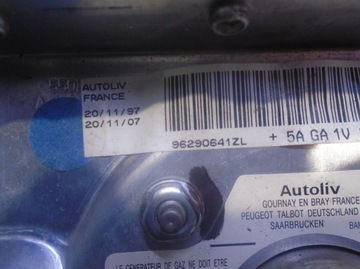 AUTOLIV
FRANCE
20/11/97
20/11/07
96290641ZL
+ 5A GA 1V
Autoliv
GOURNAY EN BRAY FRANCE
PEUGEOT TALBOT DEUTSCHLAND
SAARBRUCKEN BAM
LE GENERATEUR DE GAZ NE DOIT ETRE